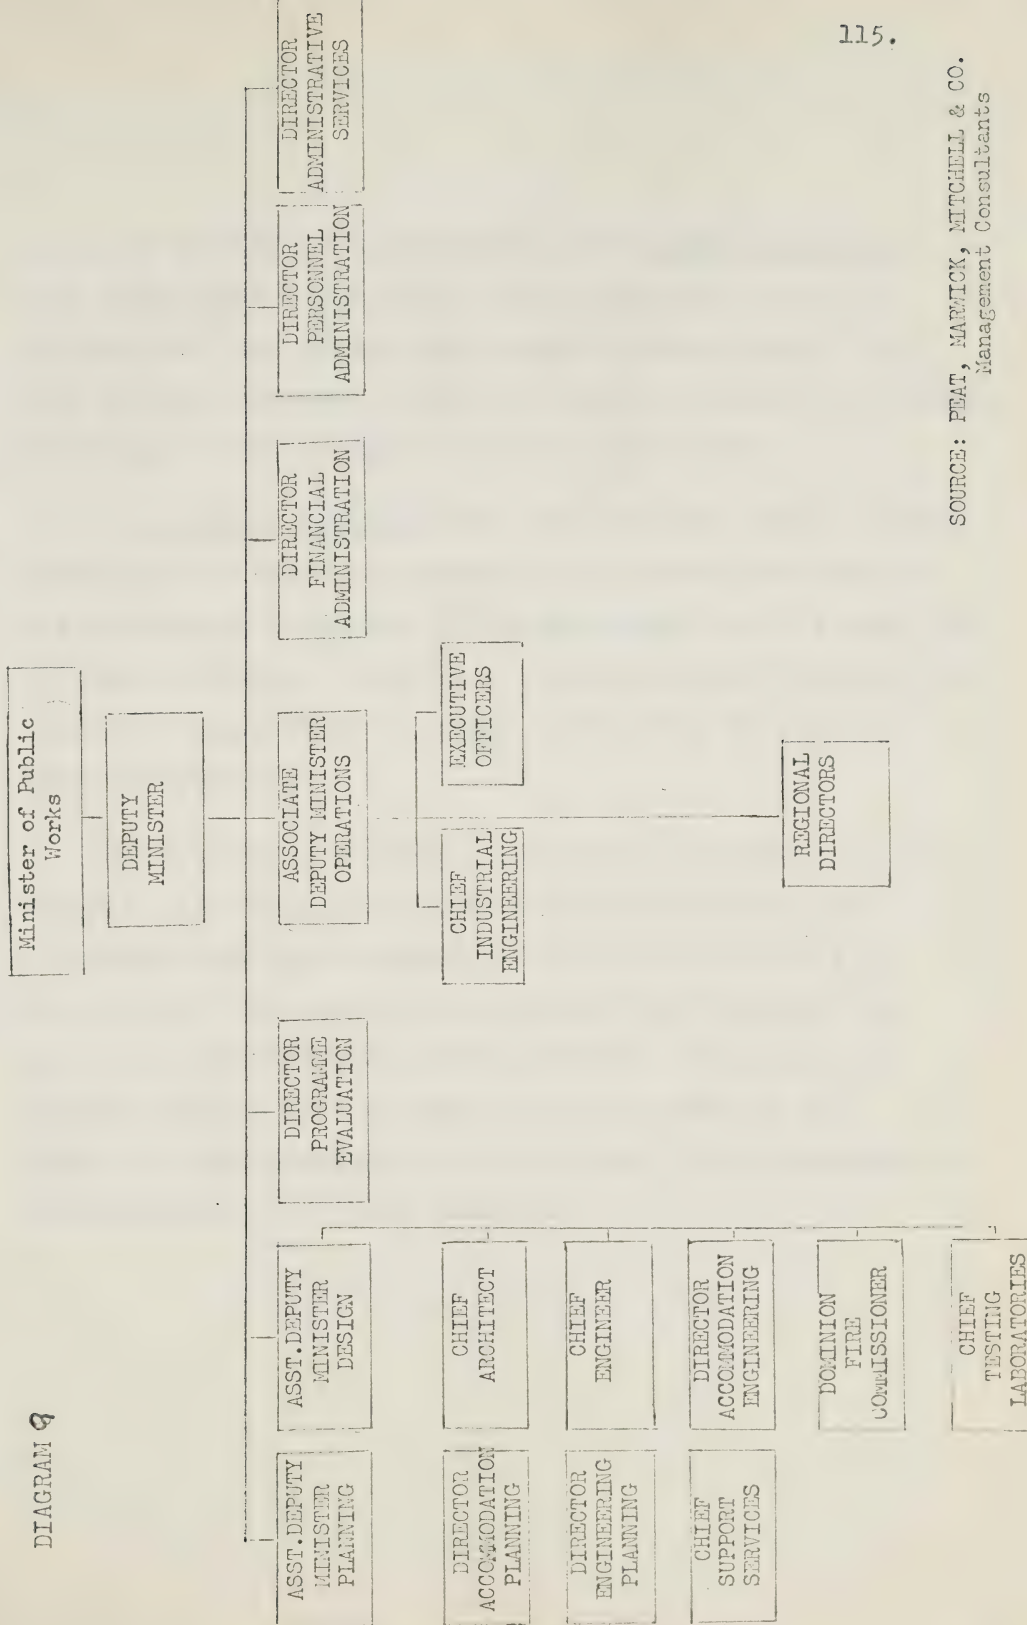 115.
DIAGRAM 9
Minister of Public
Works
DEPUTY
MINISTER
ASST.DEPUTY
MINISTER
PLANNING
ASST.DEPUTY
MINISTER
DESIGN
DIRECTOR
PROGRAMME
EVALUATION
ASSOCIATE
DEPUTY MINISTER
OPERATIONS
DIRECTOR
FINANCIAL
ADMINISTRATION
DIRECTOR
PERSONNEL
ADMINISTRATION
DIRECTOR
ADMINISTRATIVE
SERVICES
DIRECTOR
ACCOMMODATION
PLANNING
CHIEF
ARCHITECT
CHIEF
INDUSTRIAL
ENGINEERING
EXECUTIVE
OFFICERS
DIRECTOR
ENGINEERING
PLANNING
CHIEF
ENGINEER
CHIEF
SUPPORT
SERVICES
DIRECTOR
ACCOMMODATION
ENGINEERING
REGIONAL
DIRECTORS
DOMINION
FIRE
COMMISSIONER
CHIEF
TESTING
LABORATORIES
SOURCE: PEAT, MARWICK, MITCHELL & CO.
Management Consultants